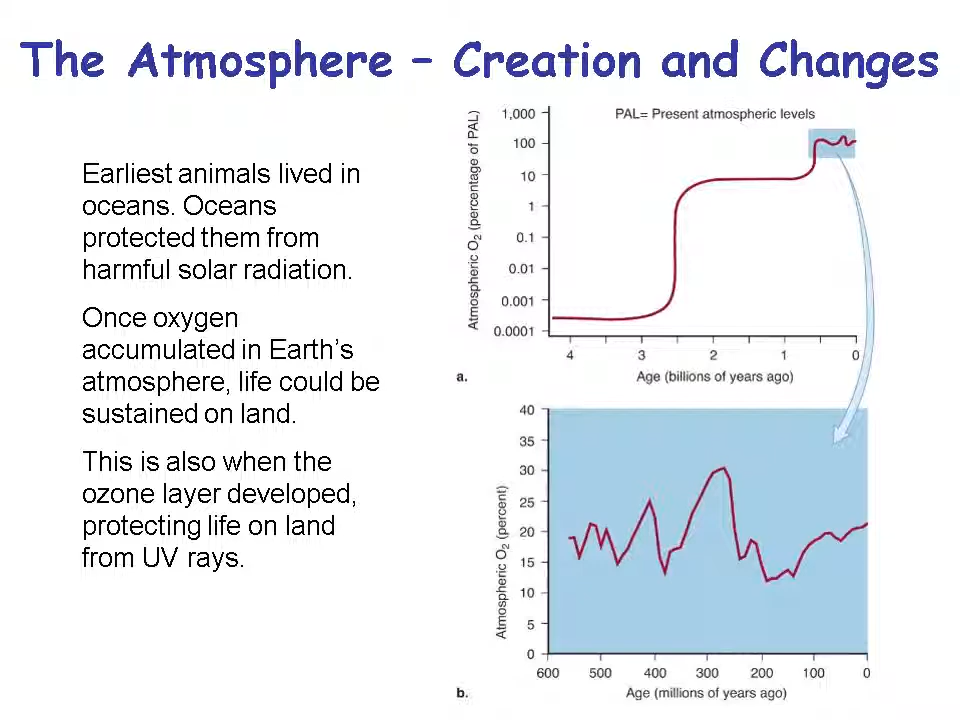 The Atmosphere – Creation and Changes
Earliest animals lived in
oceans. Oceans
protected them from
harmful solar radiation.
Once oxygen
accumulated in Earth's
atmosphere, life could be
sustained on land.
This is also when the
ozone layer developed,
protecting life on land
from UV rays.
PAL= Present atmospheric levels
Atmospheric O₂ (percentage of PAL)
1,000
100
10
1
0.1
0.01
0.001
0.0001
4 3 2 1 0
a. Age (billions of years ago)
Atmospheric O₂ (percent)
40
35
30
25
20
15
10
5
0
600 500 400 300 200 100 0
b. Age (millions of years ago)